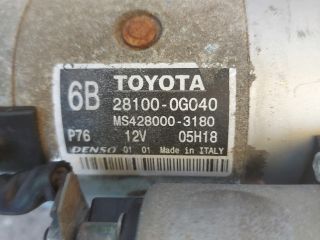 6B TOYOTA
28100-0G040
MS428000-3180
P76 12V 05H18
DENSO 01 01 Made in ITALY